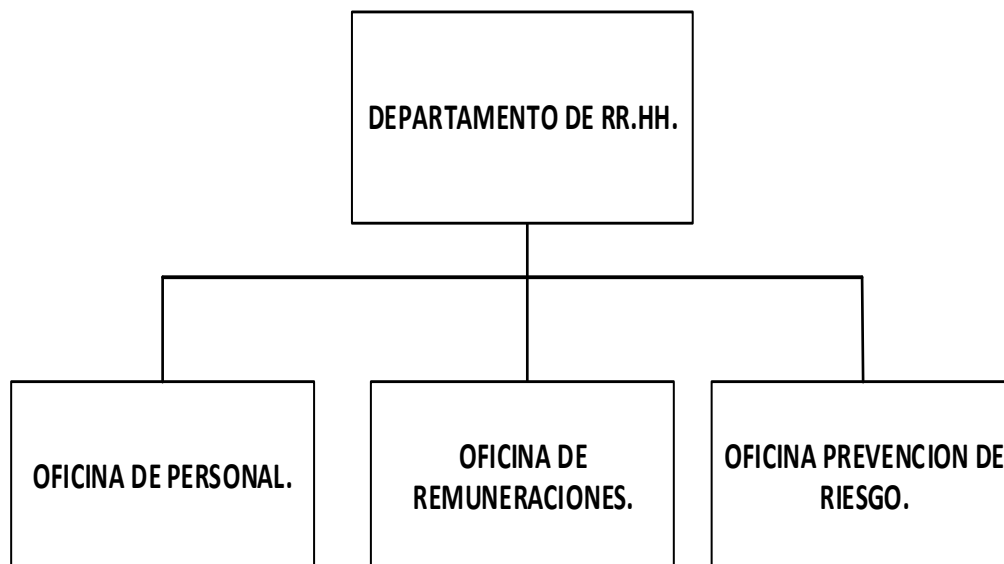 DEPARTAMENTO DE RR.HH.
OFICINA DE PERSONAL.
OFICINA DE
REMUNERACIONES.
OFICINA PREVENCION DE
RIESGO.